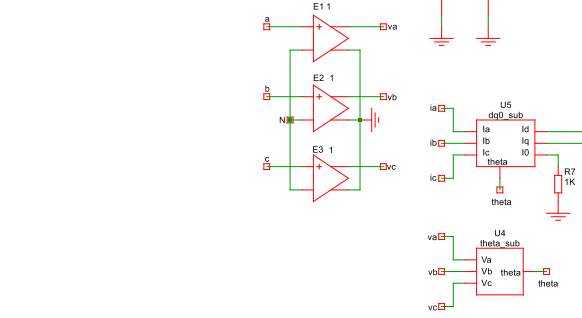 E1 1
a
+
va
E2 1
b
+
vb
N
E3 1
c
+
vc
U5
dq0_sub
ia
Ia Id
ib
Ib Iq
Ic I0
theta
ic
theta
R7
1K
U4
theta_sub
va
Va
vb
Vb theta
Vc
theta
vc